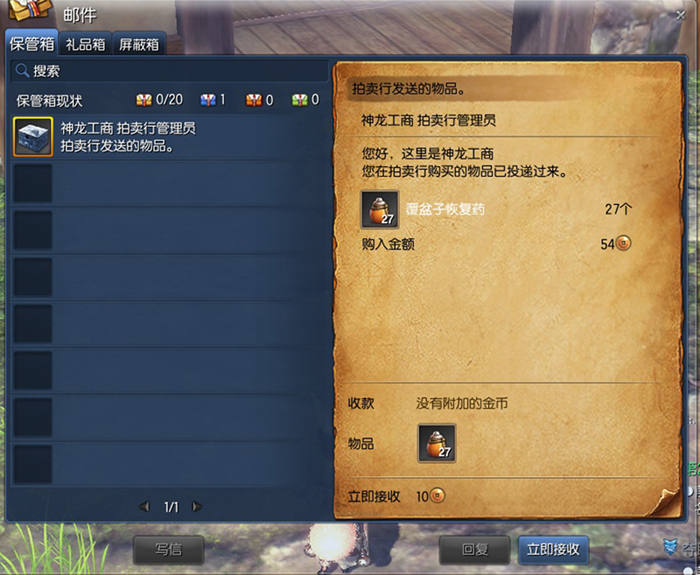 邮件
保管箱 礼品箱 屏蔽箱
搜索
保管箱现状 0/20 1 0 0
神龙工商 拍卖行管理员
拍卖行发送的物品。
1/1
写信
拍卖行发送的物品。
神龙工商 拍卖行管理员
您好，这里是神龙工商
您在拍卖行购买的物品已投递过来。
27 覆盆子恢复药 27个
购入金额 54
收款 没有附加的金币
物品 27
立即接收 10
回复 立即接收